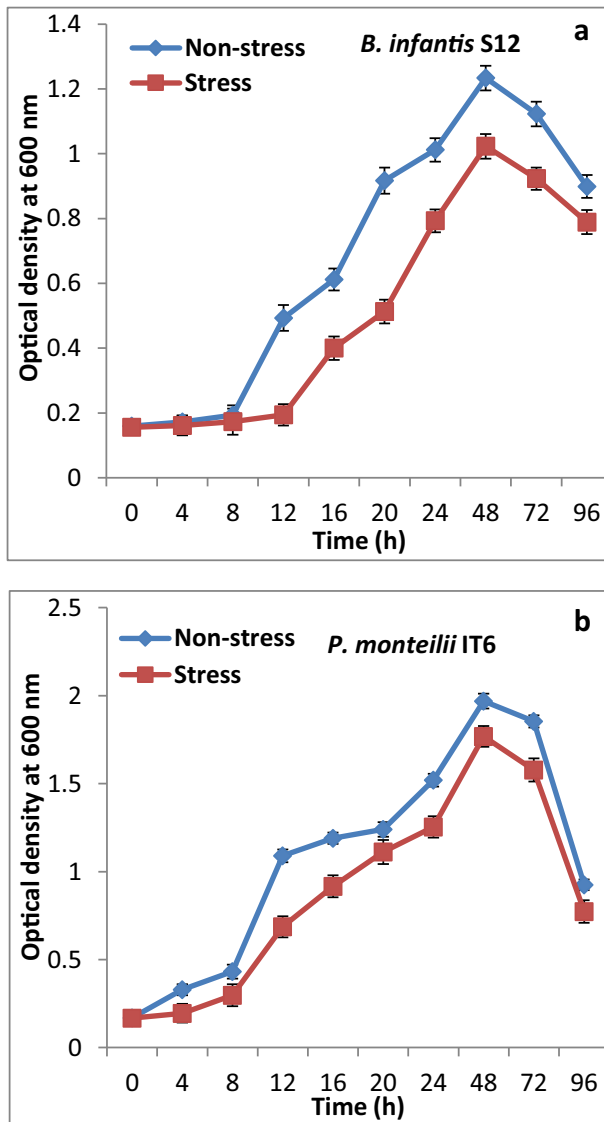 a
B. infantis S12
Non-stress
Stress
Optical density at 600 nm
1.4
1.2
1
0.8
0.6
0.4
0.2
0
0 4 8 12 16 20 24 48 72 96
Time (h)
b
P. monteilii IT6
Non-stress
Stress
Optical density at 600 nm
2.5
2
1.5
1
0.5
0
0 4 8 12 16 20 24 48 72 96
Time (h)